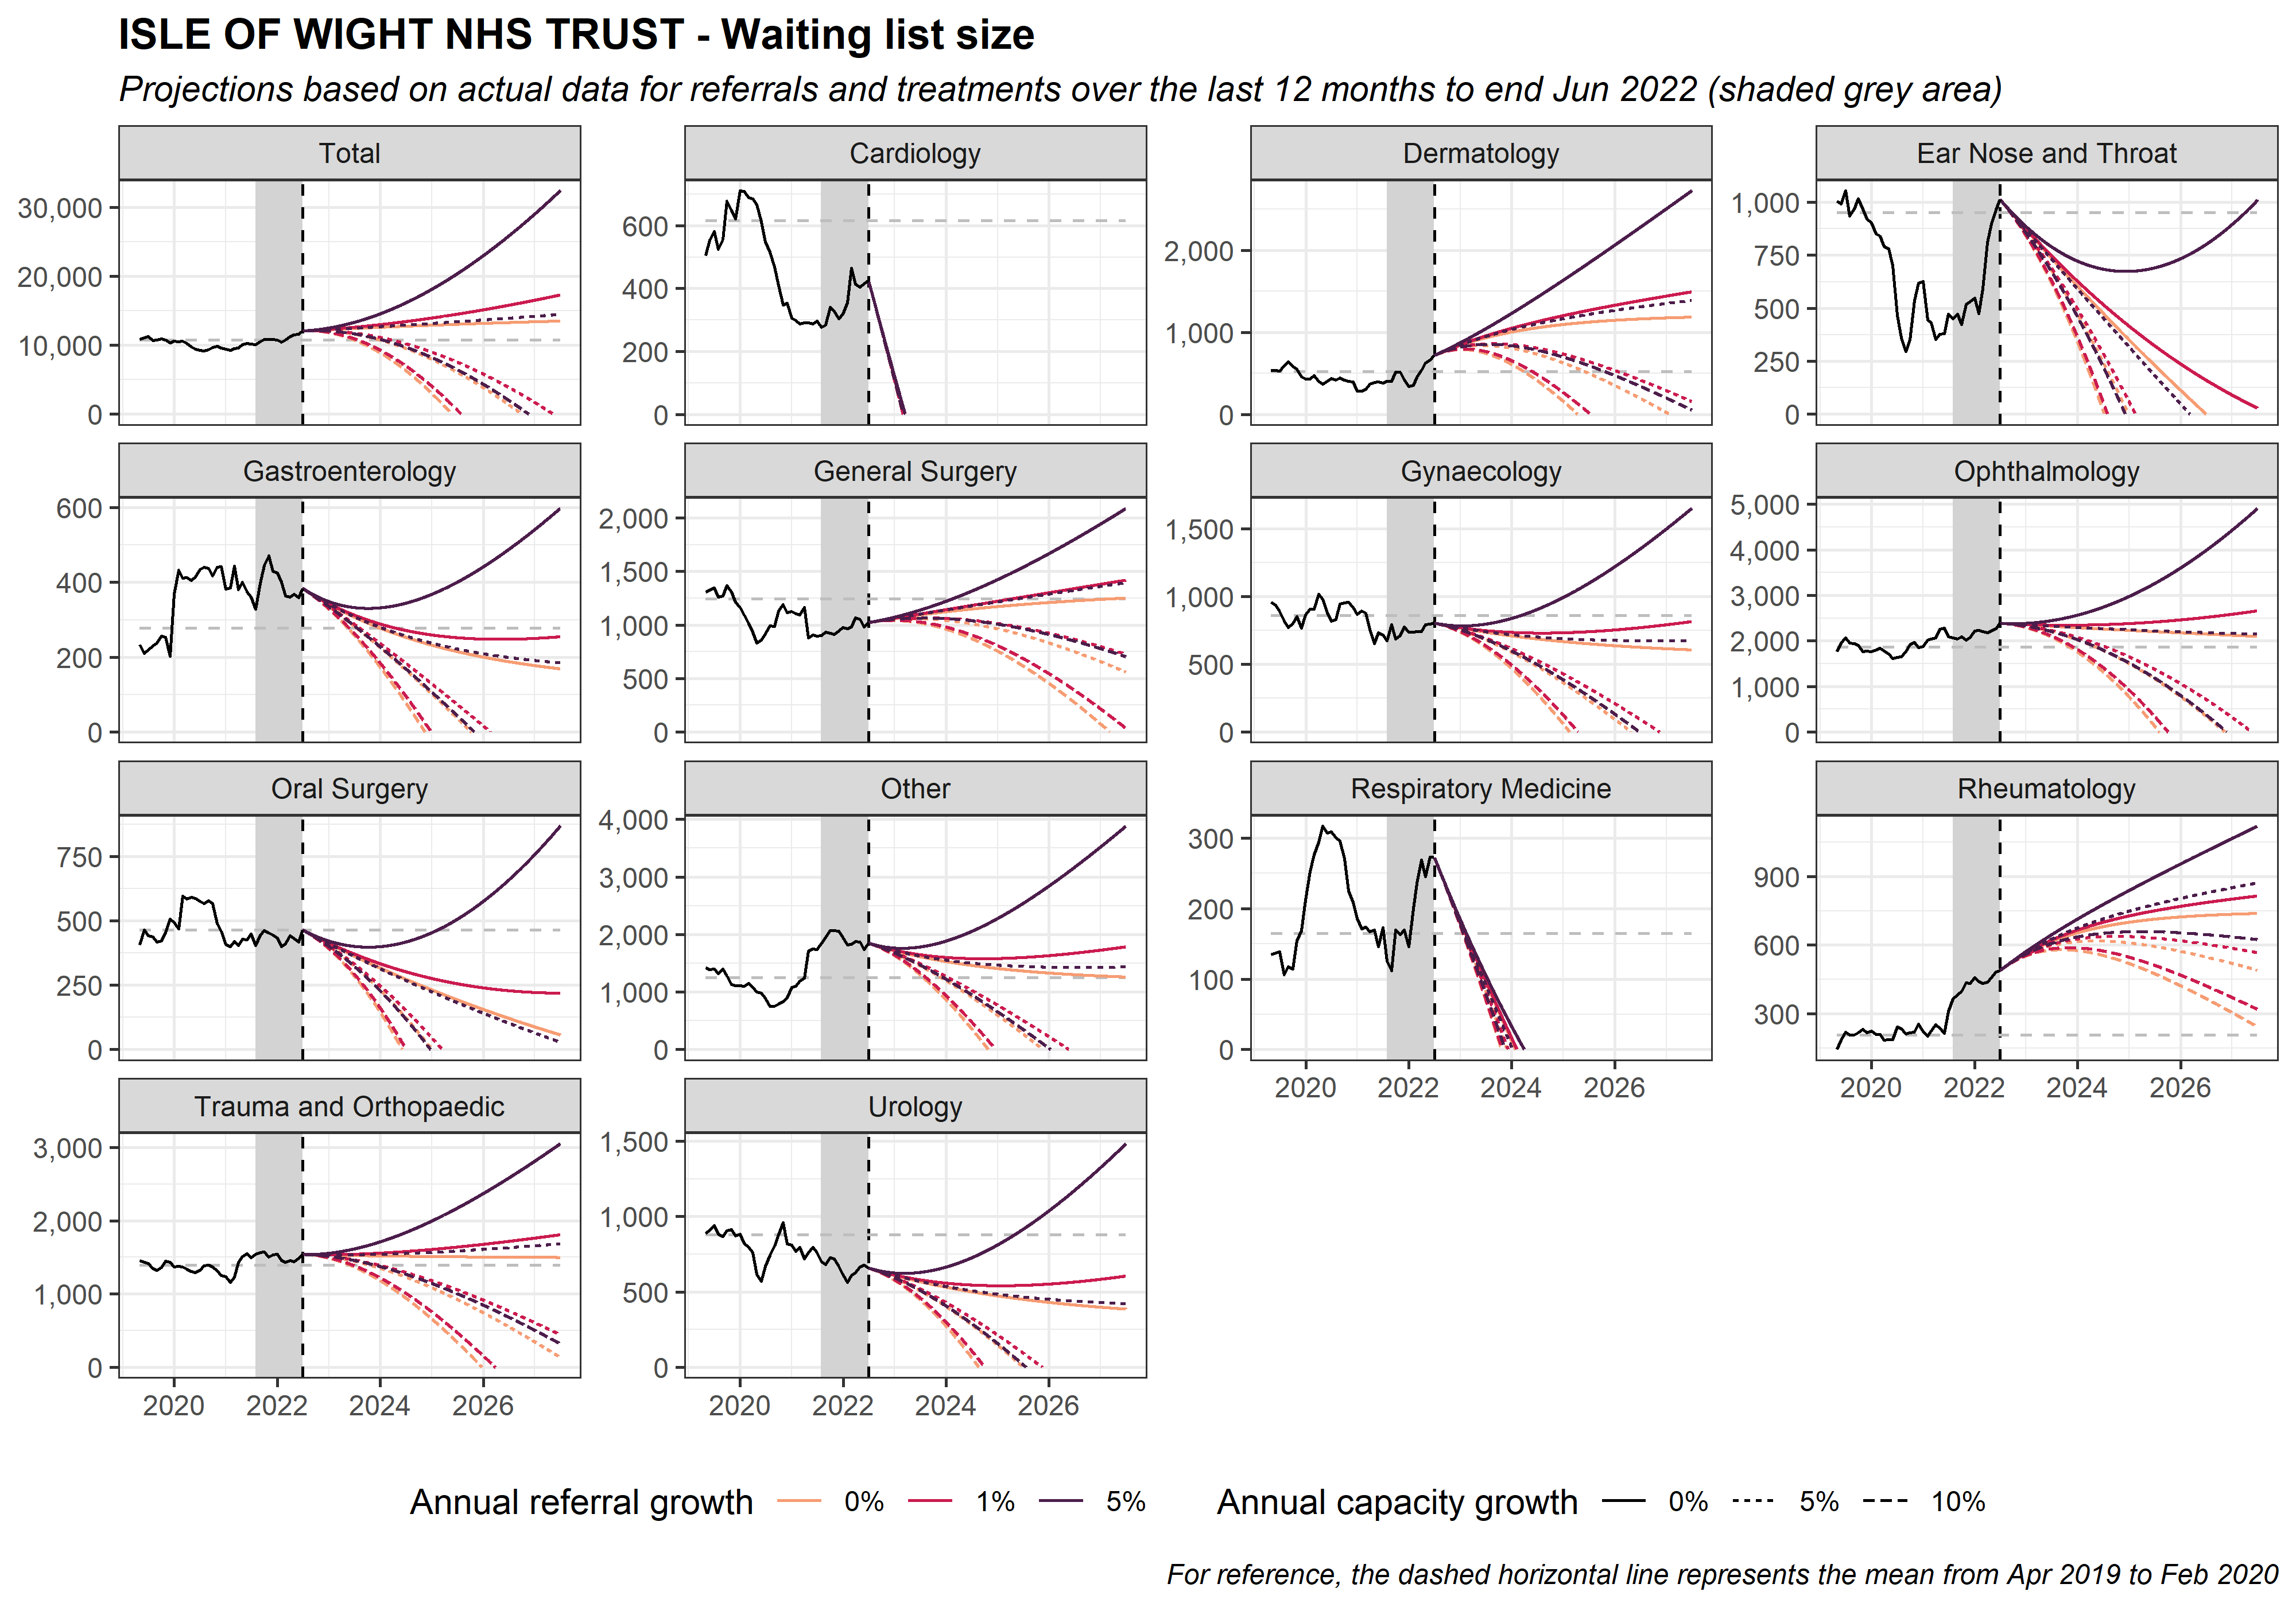 ISLE OF WIGHT NHS TRUST - Waiting list size
Projections based on actual data for referrals and treatments over the last 12 months to end Jun 2022 (shaded grey area)
Total
30,000
20,000
10,000
0
Cardiology
600
400
200
0
Dermatology
2,000
1,000
0
Ear Nose and Throat
1,000
750
500
250
0
Gastroenterology
600
400
200
0
General Surgery
2,000
1,500
1,000
500
0
Gynaecology
1,500
1,000
500
0
Ophthalmology
5,000
4,000
3,000
2,000
1,000
0
Oral Surgery
750
500
250
0
Other
4,000
3,000
2,000
1,000
0
Respiratory Medicine
300
200
100
0
2020 2022 2024 2026
Rheumatology
900
600
300
2020 2022 2024 2026
Trauma and Orthopaedic
3,000
2,000
1,000
0
2020 2022 2024 2026
Urology
1,500
1,000
500
0
2020 2022 2024 2026
Annual referral growth 0% 1% 5%
Annual capacity growth 0% 5% 10%
For reference, the dashed horizontal line represents the mean from Apr 2019 to Feb 2020